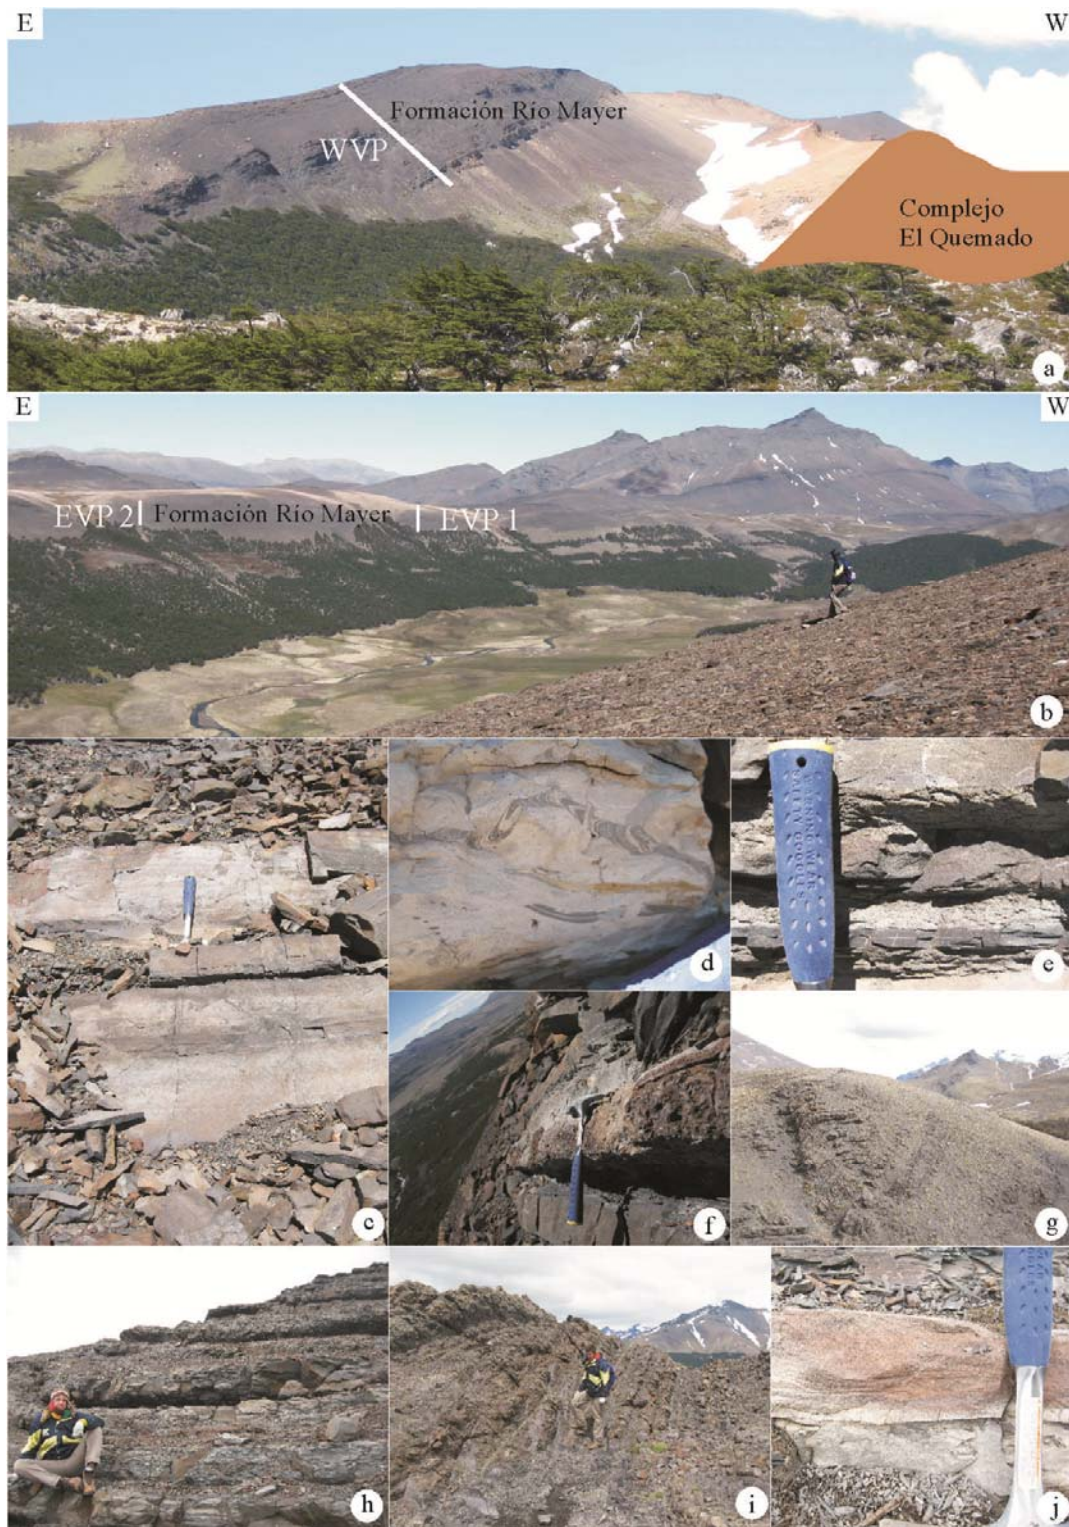 E
W
Formación Río Mayer
WVP
Complejo
El Quemado
a
E
W
EVP 2
Formación Río Mayer
EVP 1
b
c
d
e
f
g
h
i
j